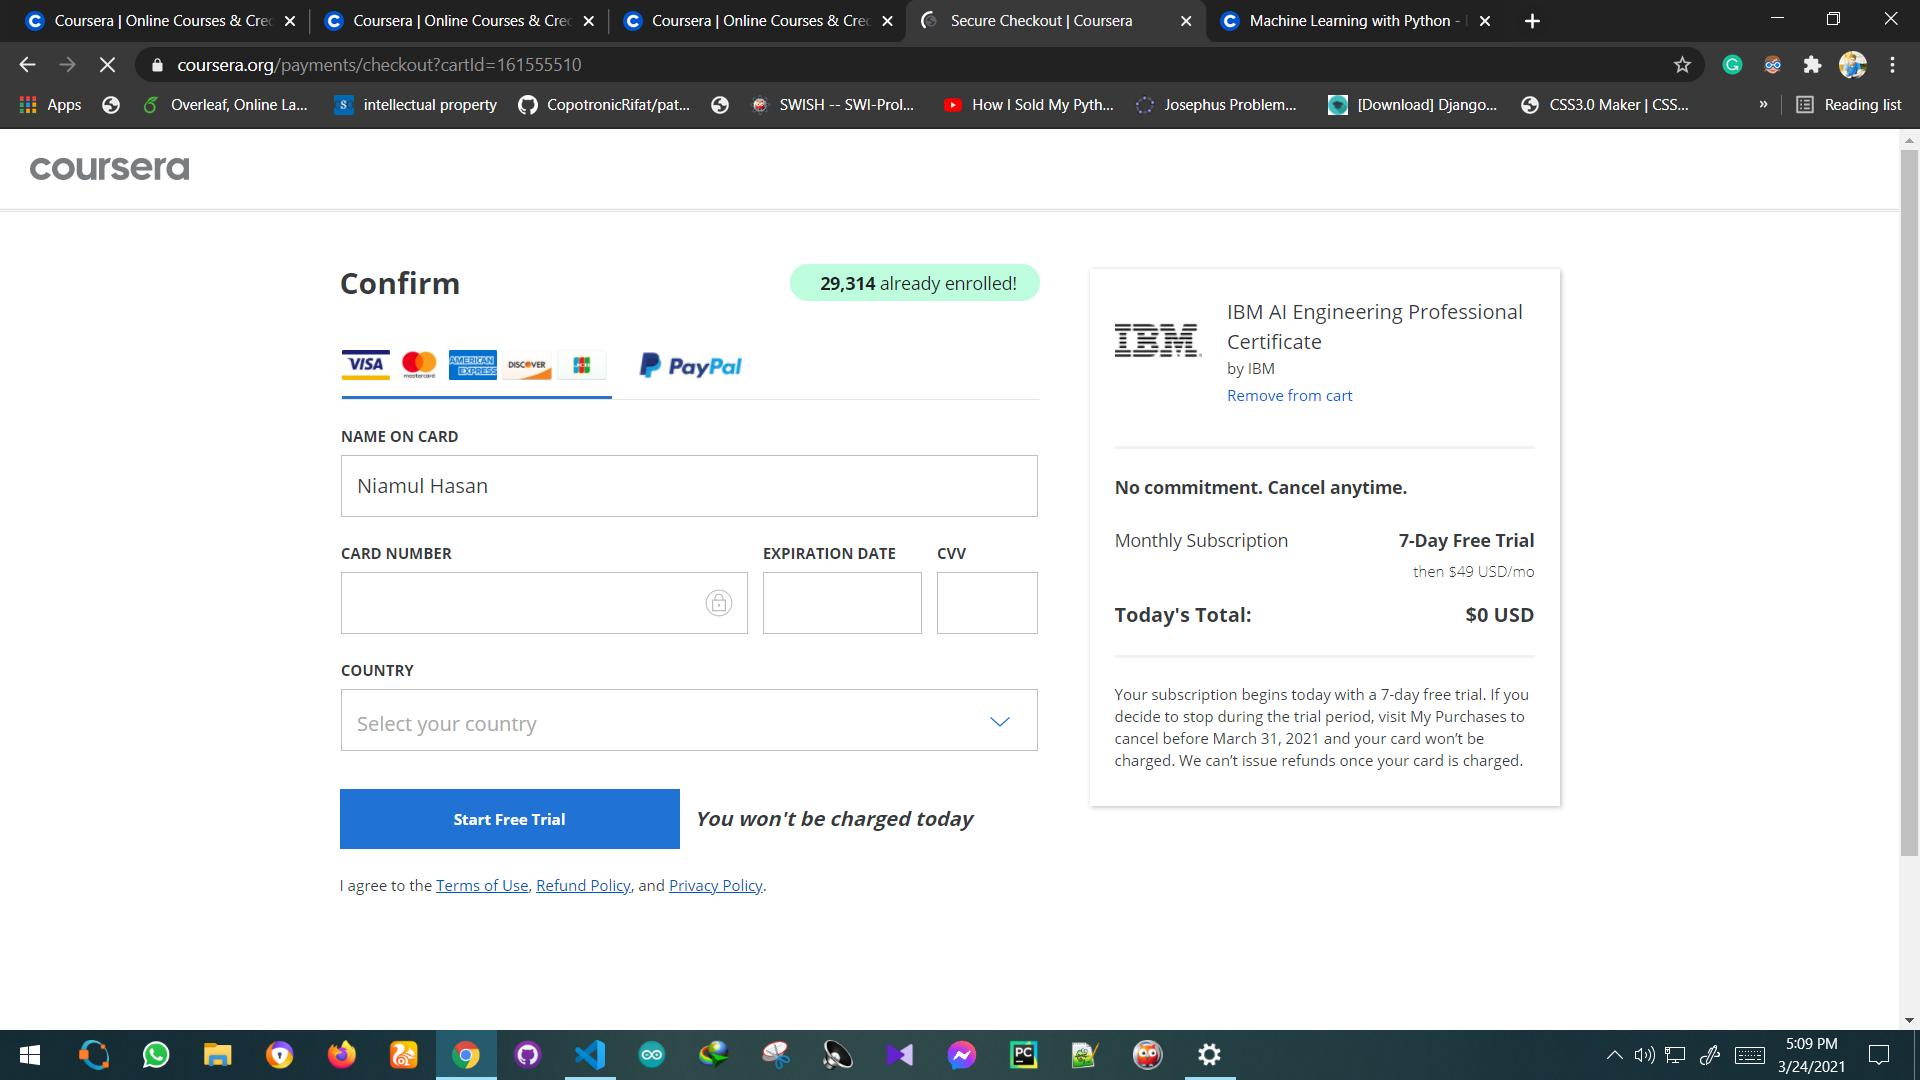 Coursera | Online Courses & Cre
Coursera | Online Courses & Cre
Coursera | Online Courses & Cre
Secure Checkout | Coursera
Machine Learning with Python -
coursera.org/payments/checkout?cartId=161555510
Apps
Overleaf, Online La...
intellectual property
CopotronicRifat/pat...
SWISH -- SWI-Prol...
How I Sold My Pyth...
Josephus Problem...
[Download] Django...
CSS3.0 Maker | CSS...
»
Reading list
coursera
Confirm
29,314 already enrolled!
VISA
mastercard
AMERICAN EXPRESS
DISCOVER
JCB
PayPal
NAME ON CARD
Niamul Hasan
CARD NUMBER
EXPIRATION DATE
CVV
COUNTRY
Select your country
Start Free Trial
You won't be charged today
I agree to the Terms of Use, Refund Policy, and Privacy Policy.
IBM
IBM AI Engineering Professional
Certificate
by IBM
Remove from cart
No commitment. Cancel anytime.
Monthly Subscription
7-Day Free Trial
then $49 USD/mo
Today's Total:
$0 USD
Your subscription begins today with a 7-day free trial. If you
decide to stop during the trial period, visit My Purchases to
cancel before March 31, 2021 and your card won’t be
charged. We can’t issue refunds once your card is charged.
PC
5:09 PM
3/24/2021